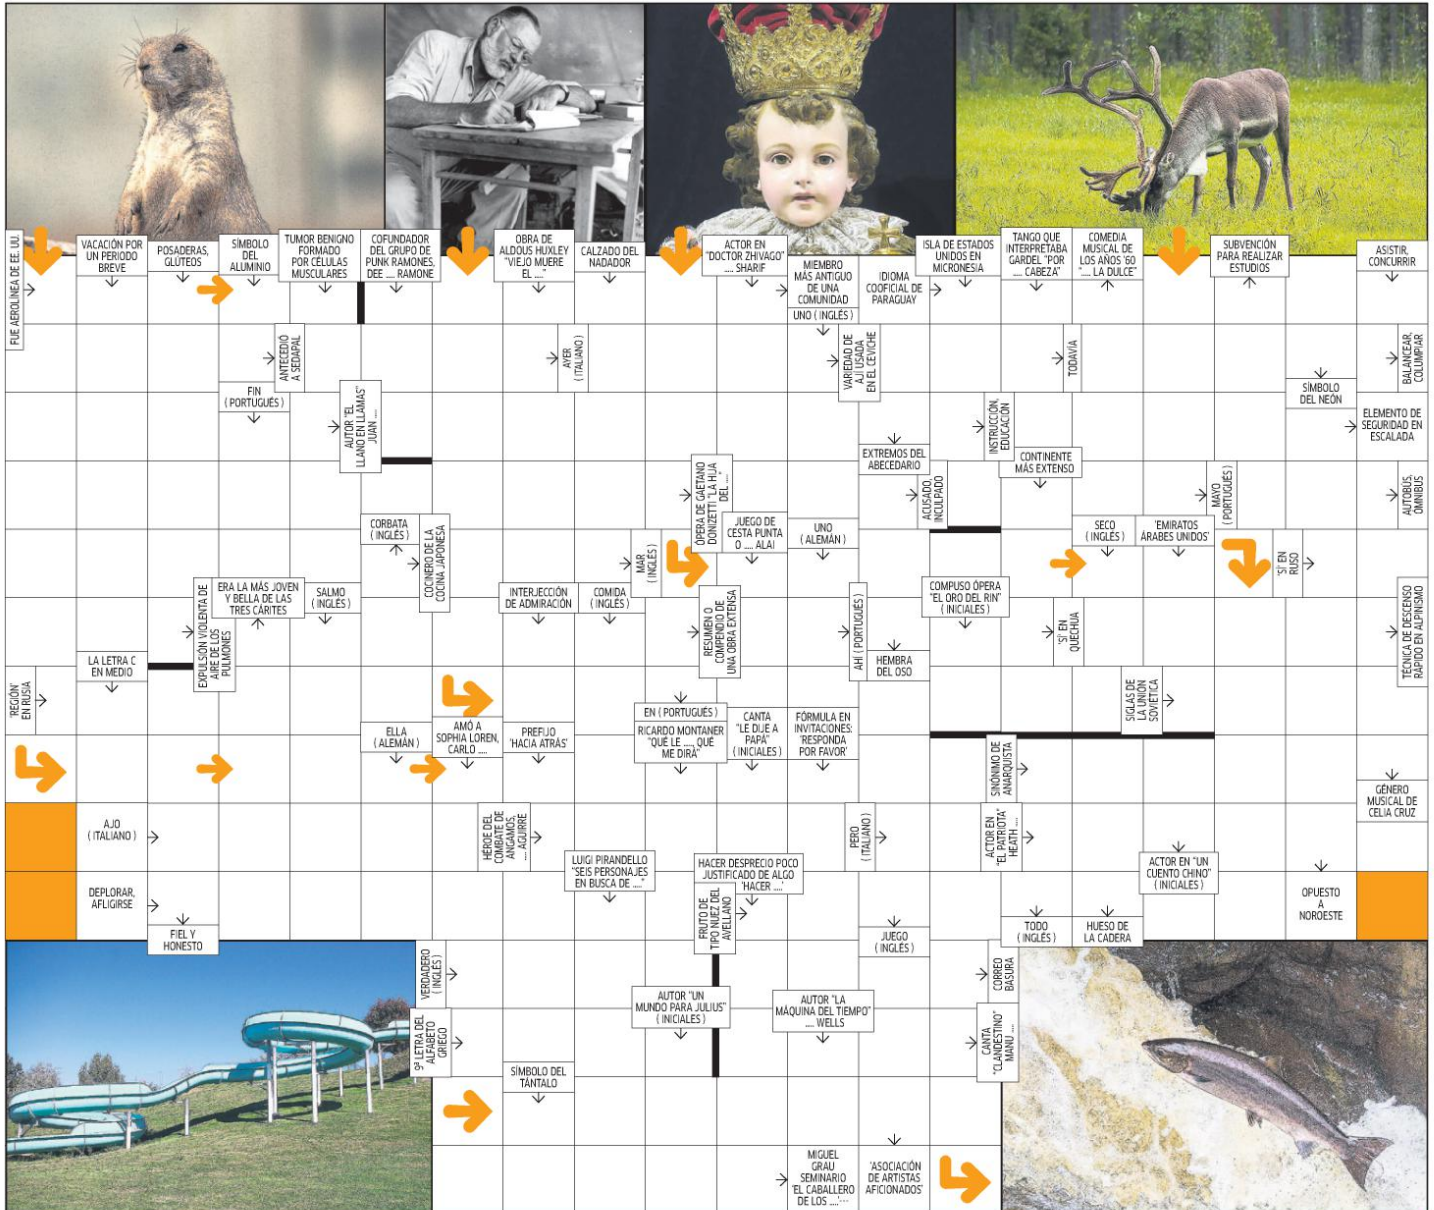 FUE AEROLÍNEA DE EE. UU.
VACACIÓN POR
UN PERIODO
BREVE
POSADERAS,
GLÚTEOS
SÍMBOLO
DEL
ALUMINIO
TUMOR BENIGNO
FORMADO
POR CÉLULAS
MUSCULARES
COFUNDADOR
DEL GRUPO DE
PUNK RAMONES,
DEE .... RAMONE
OBRA DE
ALDOUS HUXLEY
"VIEJO MUERE
EL ...."
CALZADO DEL
NADADOR
ACTOR EN
"DOCTOR ZHIVAGO"
.... SHARIF
MIEMBRO
MÁS ANTIGUO
DE UNA
COMUNIDAD
UNO (INGLÉS)
IDIOMA
COOFICIAL DE
PARAGUAY
ISLA DE ESTADOS
UNIDOS EN
MICRONESIA
TANGO QUE
INTERPRETABA
GARDEL "POR
.... CABEZA"
COMEDIA
MUSICAL DE
LOS AÑOS '60
".... LA DULCE"
SUBVENCIÓN
PARA REALIZAR
ESTUDIOS
ASISTIR,
CONCURRIR
ANTECEDIÓ
A SEDAPAL
AYER
(ITALIANO)
VARIEDAD DE
AJÍ USADA
EN EL CEVICHE
TODAVÍA
BALANCEAR,
COLUMPIAR
FIN
(PORTUGUÉS)
SÍMBOLO
DEL NEÓN
AUTOR "EL
LLANO EN LLAMAS"
JUAN ....
INSTRUCCIÓN,
EDUCACIÓN
ELEMENTO DE
SEGURIDAD EN
ESCALADA
EXTREMOS DEL
ABECEDARIO
CONTINENTE
MÁS EXTENSO
ÓPERA DE GAETANO
DONIZETTI "LA HIJA
DEL ...."
ACUSADO,
INCULPADO
MAYO
(PORTUGUÉS)
AUTOBÚS,
ÓMNIBUS
CORBATA
(INGLÉS)
COCINERO DE LA
COCINA JAPONESA
MAR
(INGLÉS)
JUEGO DE
CESTA PUNTA
O .... ALAI
UNO
(ALEMÁN)
SECO
(INGLÉS)
'EMIRATOS
ÁRABES UNIDOS'
'SÍ' EN
RUSO
EXPULSIÓN VIOLENTA DE
AIRE DE LOS
PULMONES
ERA LA MÁS JOVEN
Y BELLA DE LAS
TRES CÁRITES
SALMO
(INGLÉS)
INTERJECCIÓN
DE ADMIRACIÓN
COMIDA
(INGLÉS)
RESUMEN O
COMPENDIO DE
UNA OBRA EXTENSA
AHÍ (PORTUGUÉS)
COMPUSO ÓPERA
"EL ORO DEL RIN"
(INICIALES)
'SÍ' EN
QUECHUA
TÉCNICA DE DESCENSO
RÁPIDO EN ALPINISMO
LA LETRA C
EN MEDIO
HEMBRA
DEL OSO
'REGIÓN'
EN RUSIA
SIGLAS DE
LA UNIÓN
SOVIÉTICA
ELLA
(ALEMÁN)
AMÓ A
SOPHIA LOREN,
CARLO ....
PREFIJO
'HACIA ATRÁS'
EN (PORTUGUÉS)
RICARDO MONTANER
"QUÉ LE ...., QUÉ
ME DIRÁ"
CANTA
"LE DIJE A
PAPÁ"
(INICIALES)
FÓRMULA EN
INVITACIONES:
'RESPONDA
POR FAVOR'
SINÓNIMO DE
ANARQUISTA
GÉNERO
MUSICAL DE
CELIA CRUZ
AJO
(ITALIANO)
HÉROE DEL
COMBATE DE
ANGAMOS,
.... AGUIRRE
PERO
(ITALIANO)
ACTOR EN
"EL PATRIOTA"
HEATH ....
LUIGI PIRANDELLO
"SEIS PERSONAJES
EN BUSCA DE ...."
HACER DESPRECIO POCO
JUSTIFICADO DE ALGO
'HACER ....'
ACTOR EN "UN
CUENTO CHINO"
(INICIALES)
DEPLORAR,
AFLIGIRSE
FRUTO DE
TIPO NUEZ DEL
AVELLANO
OPUESTO
A
NOROESTE
FIEL Y
HONESTO
JUEGO
(INGLÉS)
TODO
(INGLÉS)
HUESO DE
LA CADERA
VERDADERO
(INGLÉS)
CORREO
BASURA
AUTOR "UN
MUNDO PARA JULIUS"
(INICIALES)
AUTOR "LA
MÁQUINA DEL TIEMPO"
.... WELLS
9ª LETRA DEL
ALFABETO
GRIEGO
CANTA
"CLANDESTINO"
MANU ....
SÍMBOLO DEL
TÁNTALO
MIGUEL
GRAU
SEMINARIO
'EL CABALLERO
DE LOS ....'
'ASOCIACIÓN
DE ARTISTAS
AFICIONADOS'